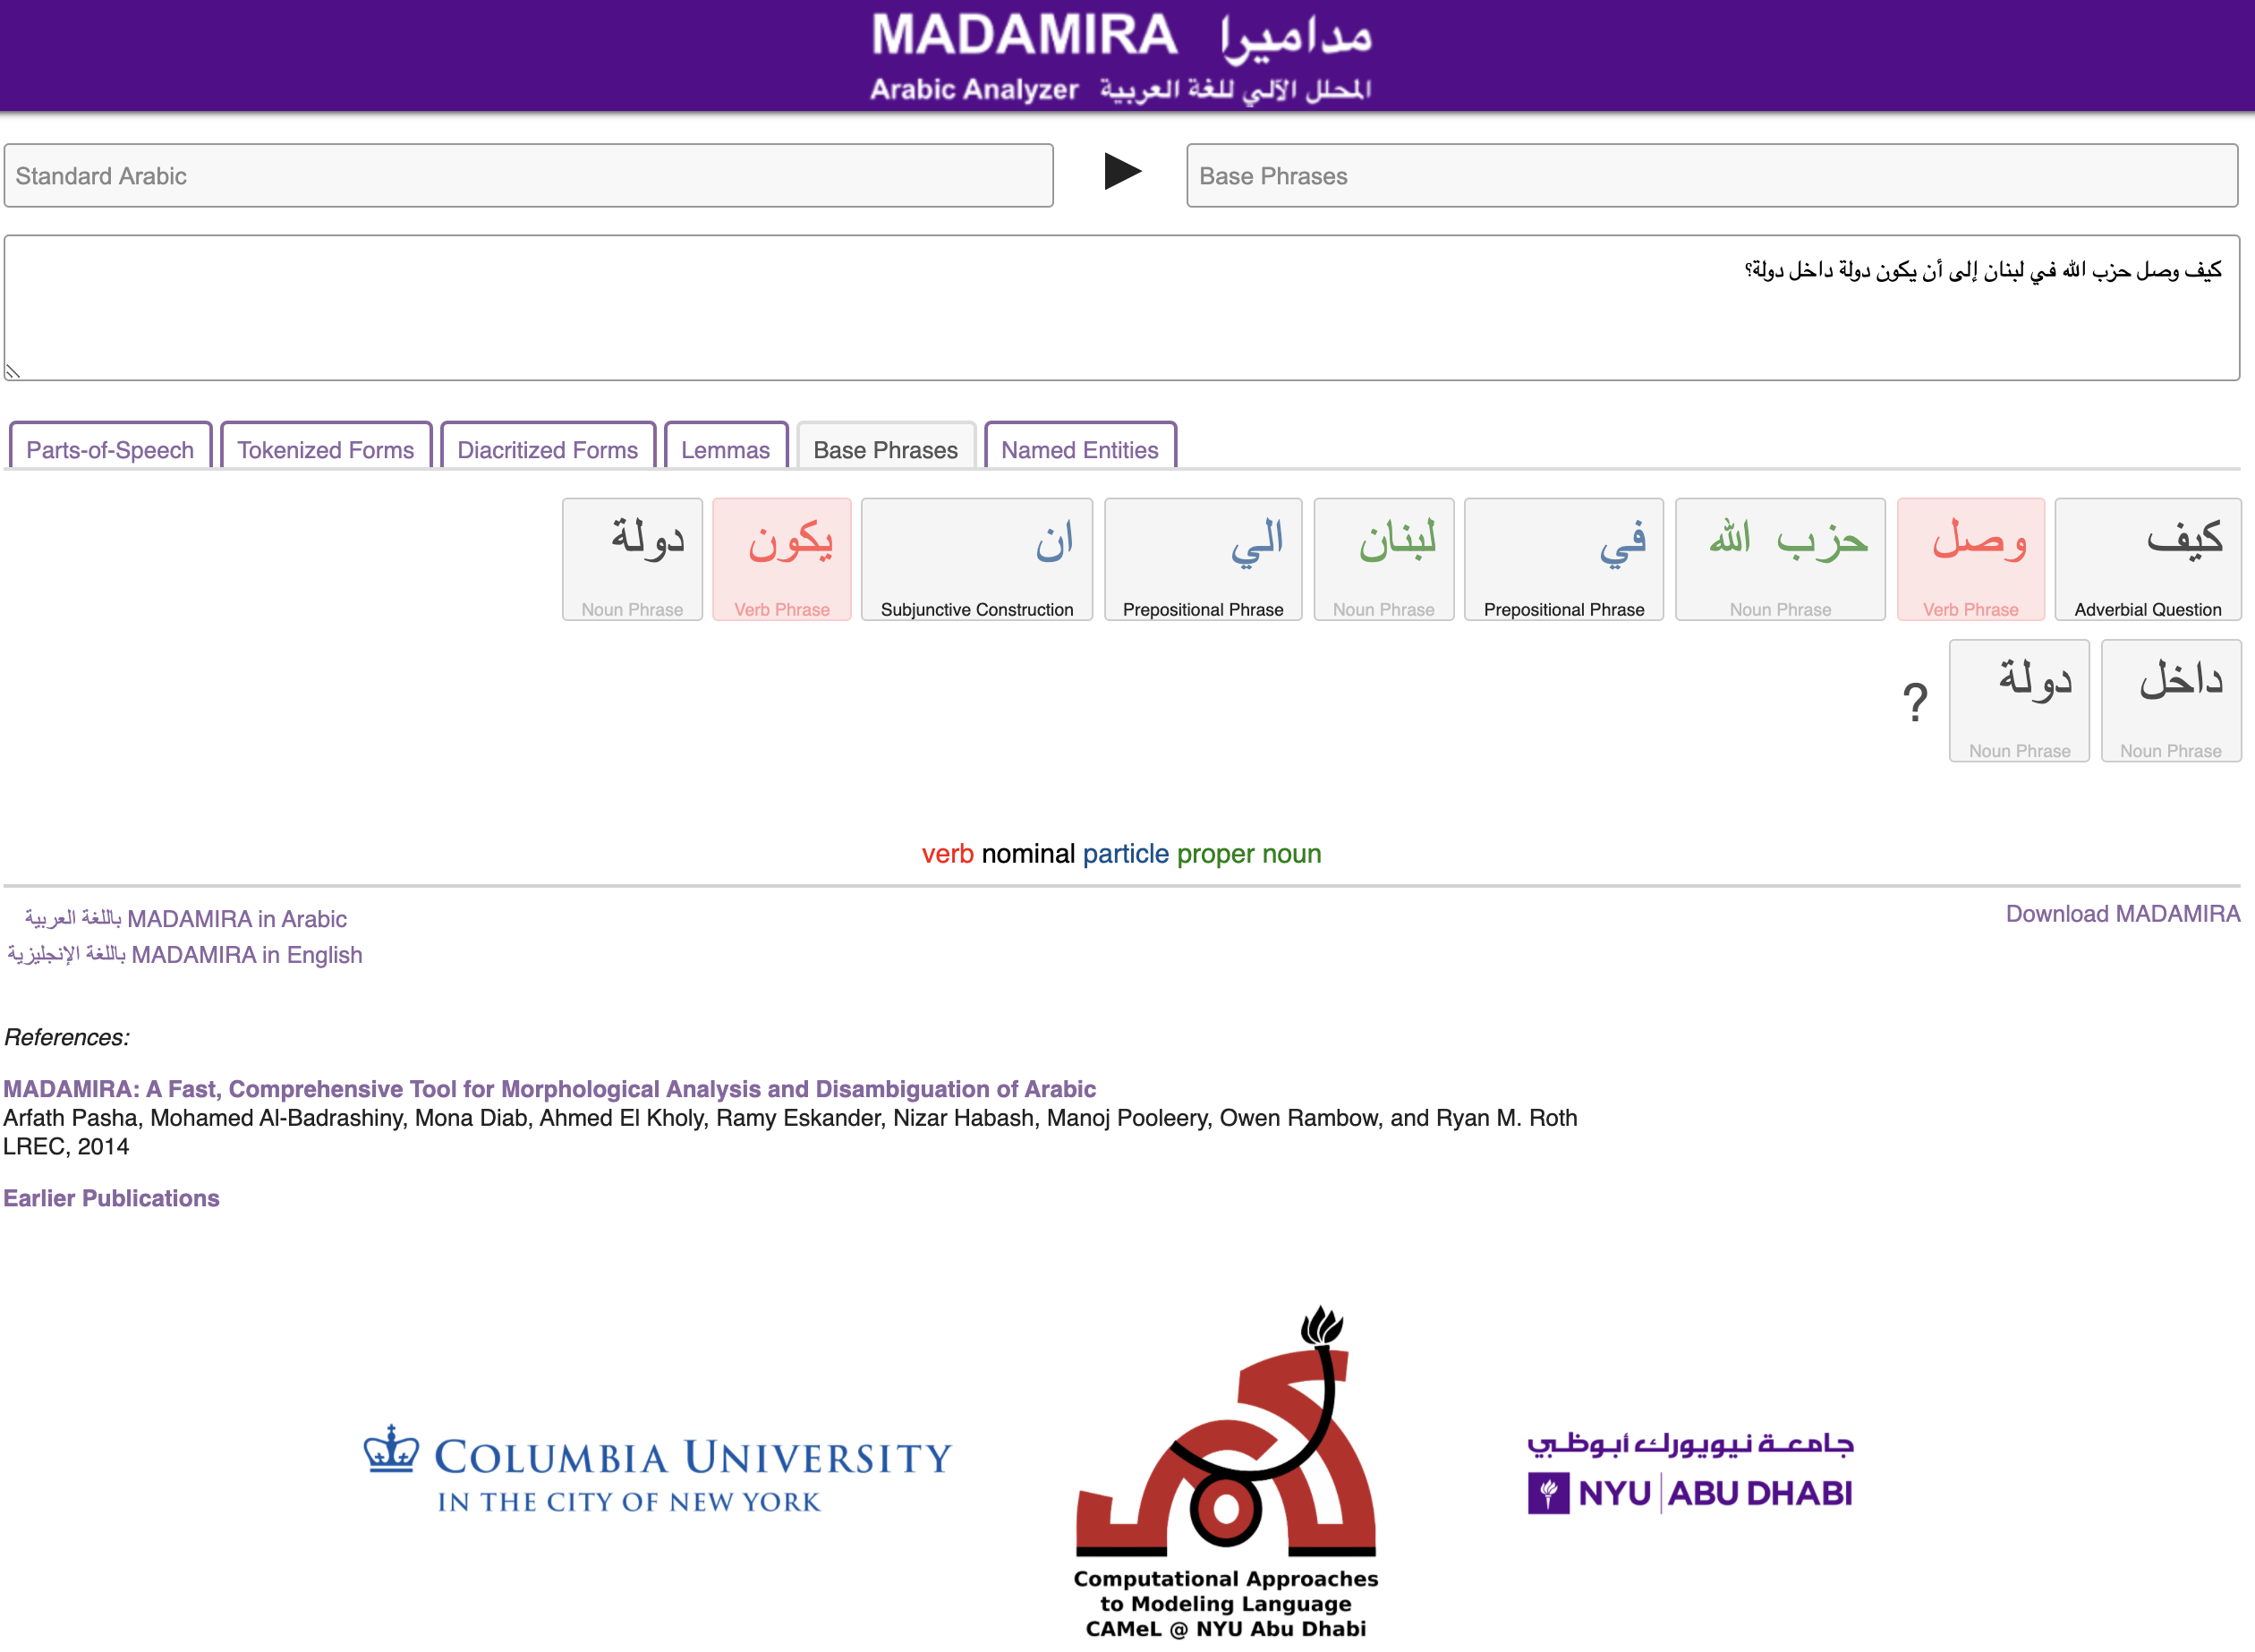 MADAMIRA مداميرا
Arabic Analyzer المحلل الآلي للغة العربية
Standard Arabic
Base Phrases
كيف وصل حزب الله في لبنان إلى أن يكون دولة داخل دولة؟
Parts-of-Speech
Tokenized Forms
Diacritized Forms
Lemmas
Base Phrases
Named Entities
كيف
Adverbial Question
وصل
Verb Phrase
حزب الله
Noun Phrase
في
Prepositional Phrase
لبنان
Noun Phrase
الي
Prepositional Phrase
ان
Subjunctive Construction
يكون
Verb Phrase
دولة
Noun Phrase
داخل
Noun Phrase
دولة
Noun Phrase
?
verb nominal particle proper noun
باللغة العربية MADAMIRA in Arabic
Download MADAMIRA
باللغة الإنجليزية MADAMIRA in English
References:
MADAMIRA: A Fast, Comprehensive Tool for Morphological Analysis and Disambiguation of Arabic
Arfath Pasha, Mohamed Al-Badrashiny, Mona Diab, Ahmed El Kholy, Ramy Eskander, Nizar Habash, Manoj Pooleery, Owen Rambow, and Ryan M. Roth
LREC, 2014
Earlier Publications
COLUMBIA UNIVERSITY
IN THE CITY OF NEW YORK
Computational Approaches
to Modeling Language
CAMeL @ NYU Abu Dhabi
جامعة نيويورك أبوظبي
NYU ABU DHABI